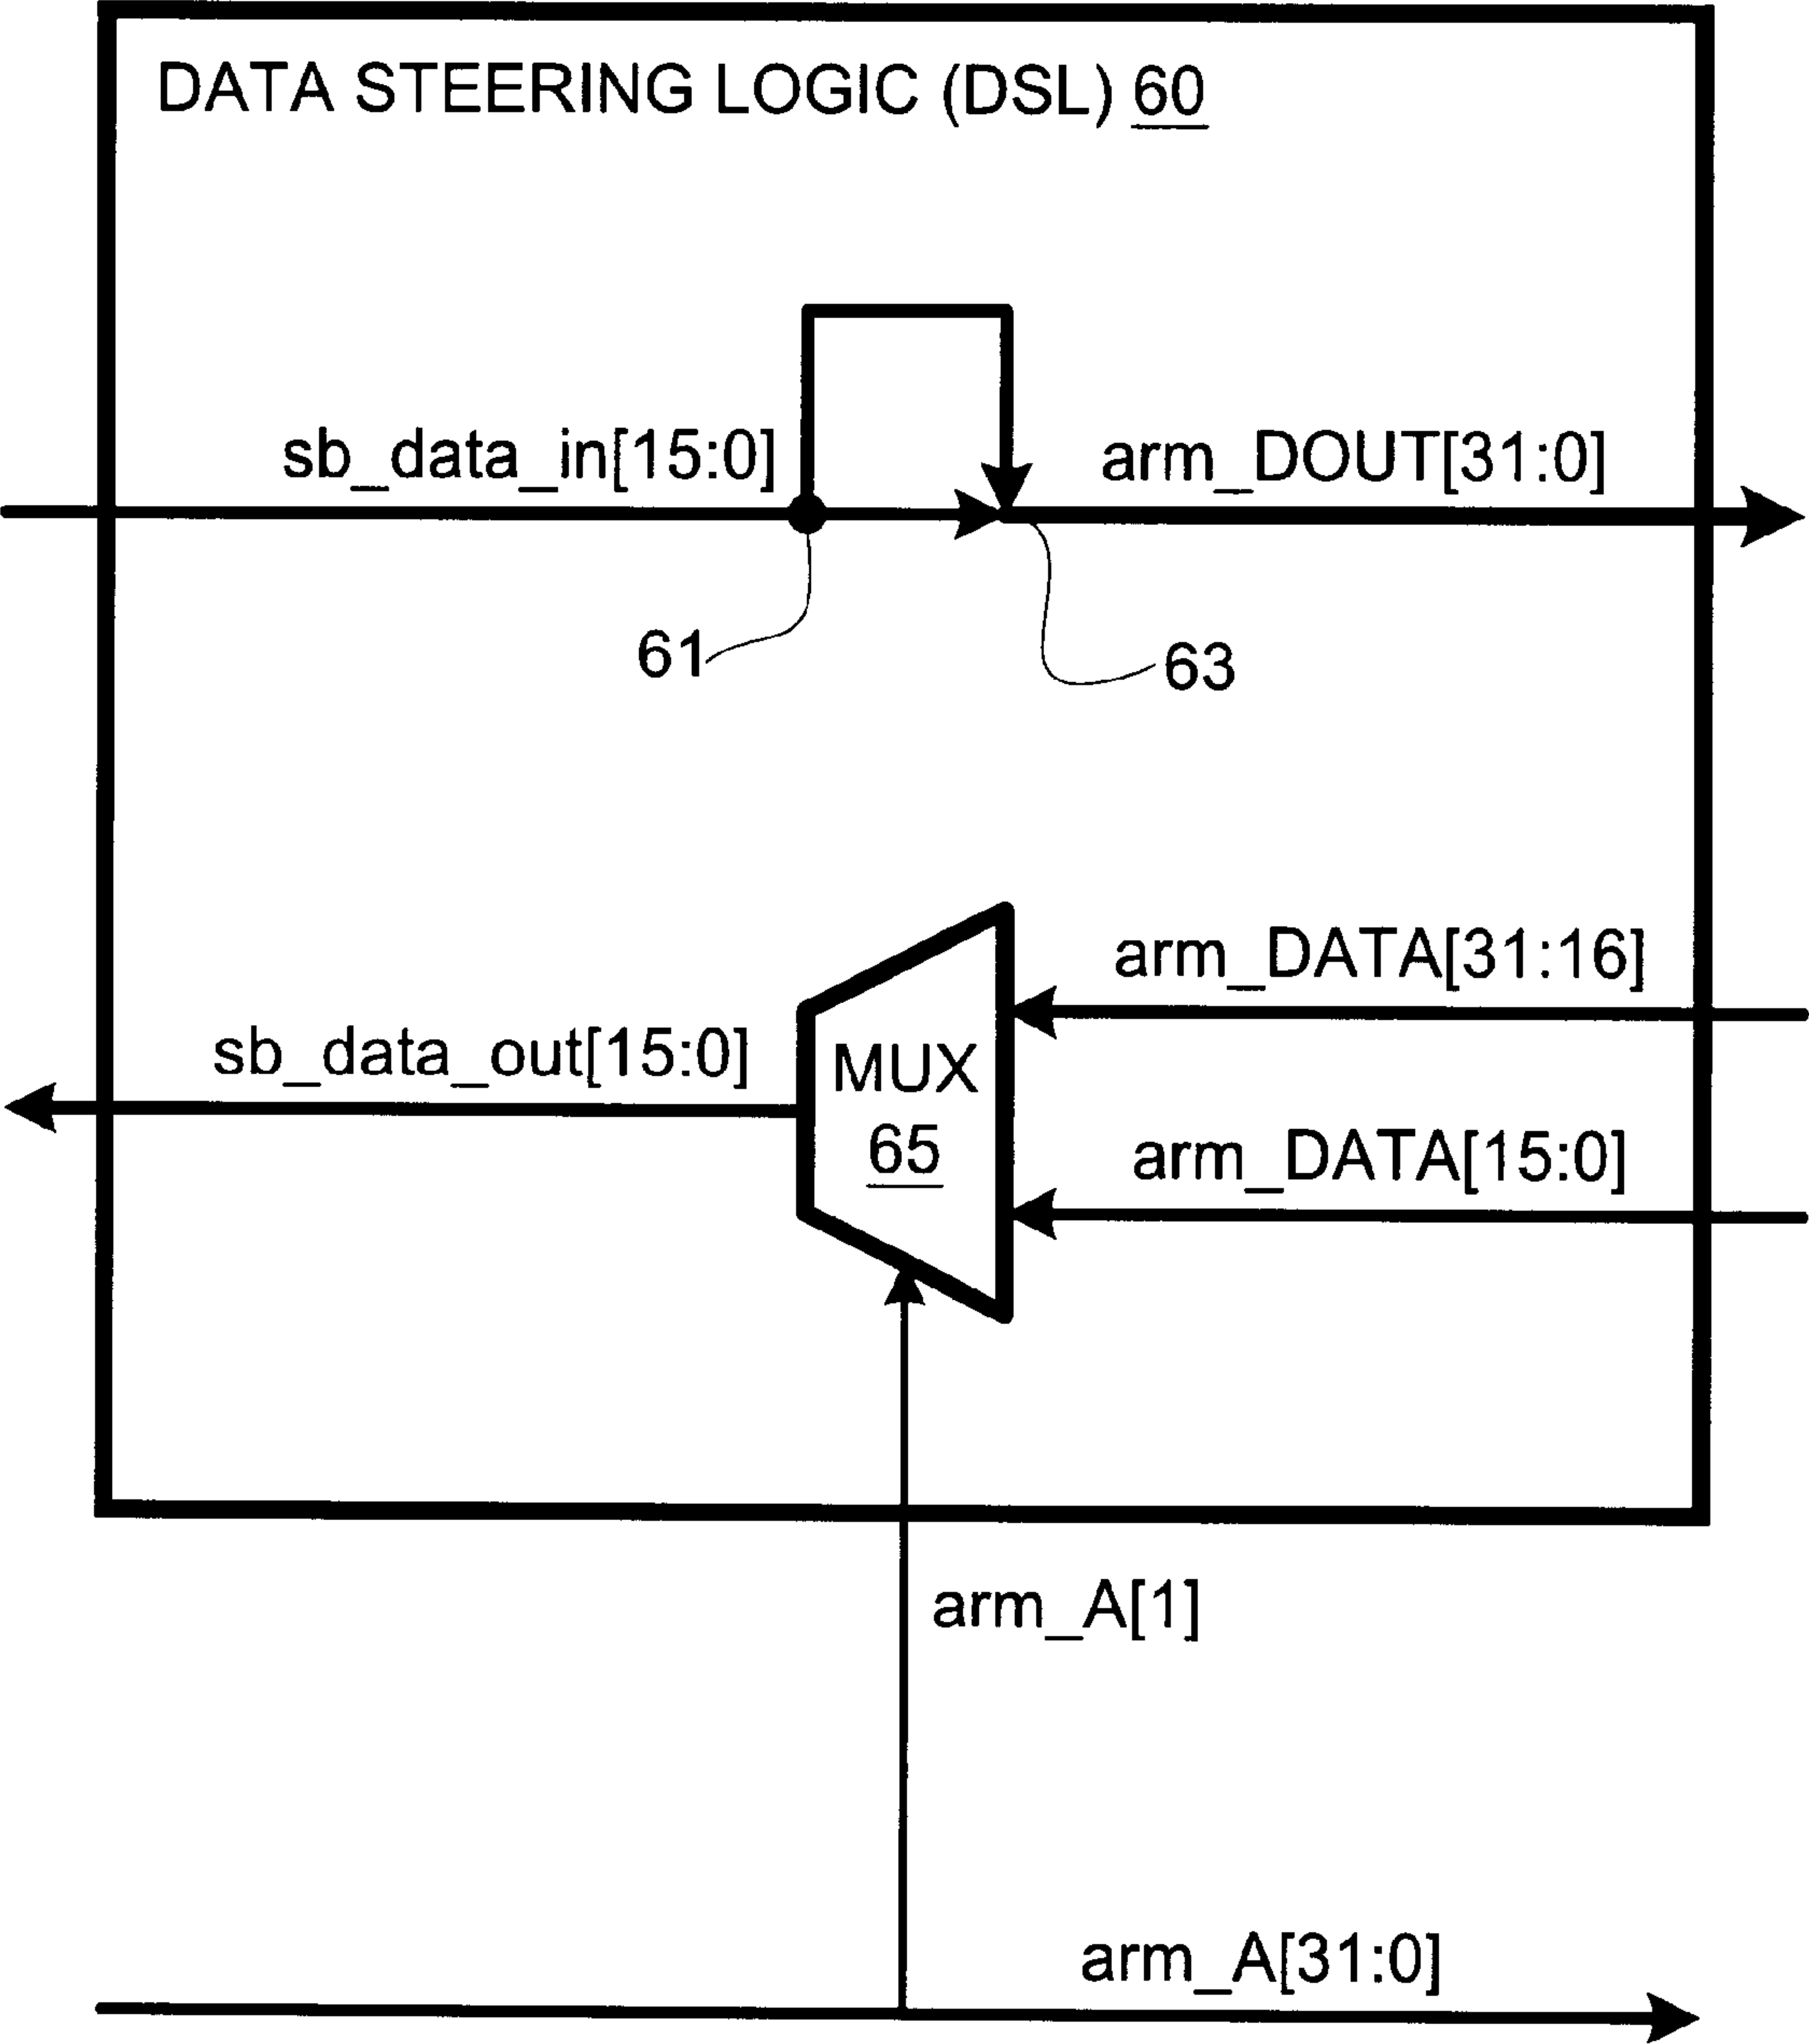 DATA STEERING LOGIC (DSL) 60
sb_data_in[15:0]
arm_DOUT[31:0]
61
63
arm_DATA[31:16]
sb_data_out[15:0]
MUX
65
arm_DATA[15:0]
arm_A[1]
arm_A[31:0]